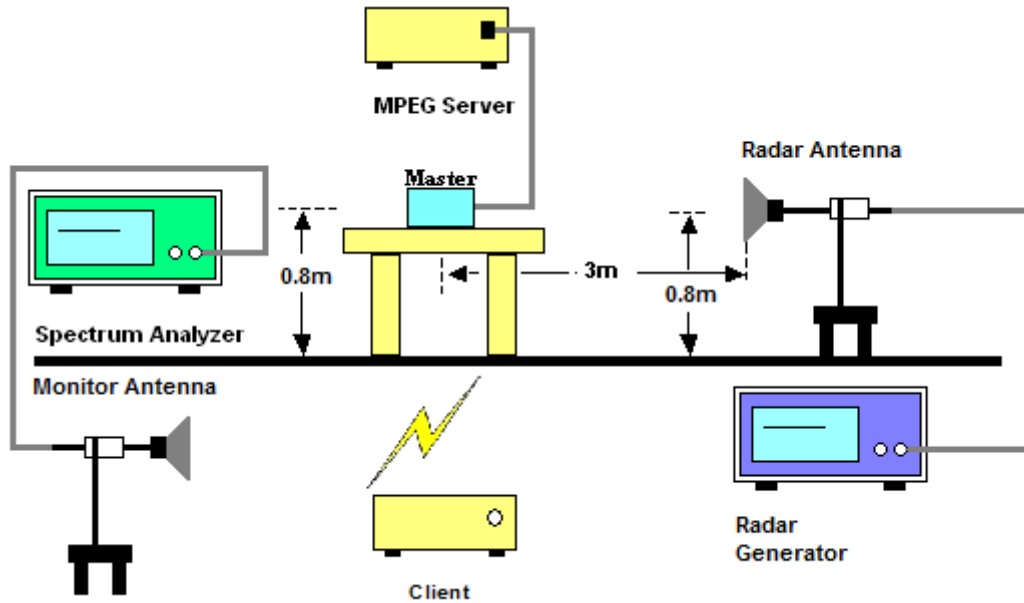 MPEG Server
Radar Antenna
Master
0.8m
3m
0.8m
Spectrum Analyzer
Monitor Antenna
Radar
Generator
Client